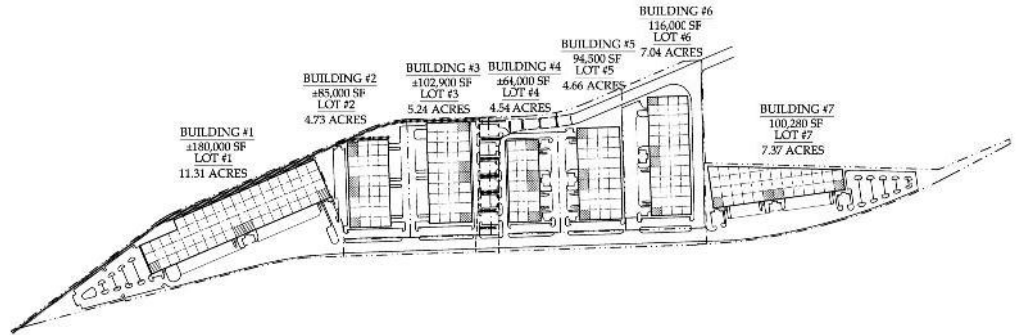 BUILDING #1
±180,000 SF
LOT #1
11.31 ACRES
BUILDING #2
±85,000 SF
LOT #2
4.73 ACRES
BUILDING #3
±102,900 SF
LOT #3
5.24 ACRES
BUILDING #4
±64,000 SF
LOT #4
4.54 ACRES
BUILDING #5
94,500 SF
LOT #5
4.66 ACRES
BUILDING #6
116,000 SF
LOT #6
7.04 ACRES
BUILDING #7
100,280 SF
LOT #7
7.37 ACRES